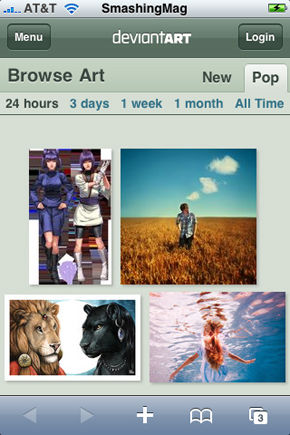 AT&T
SmashingMag
Menu
deviantART
Login
Browse Art
New
Pop
24 hours
3 days
1 week
1 month
All Time
3